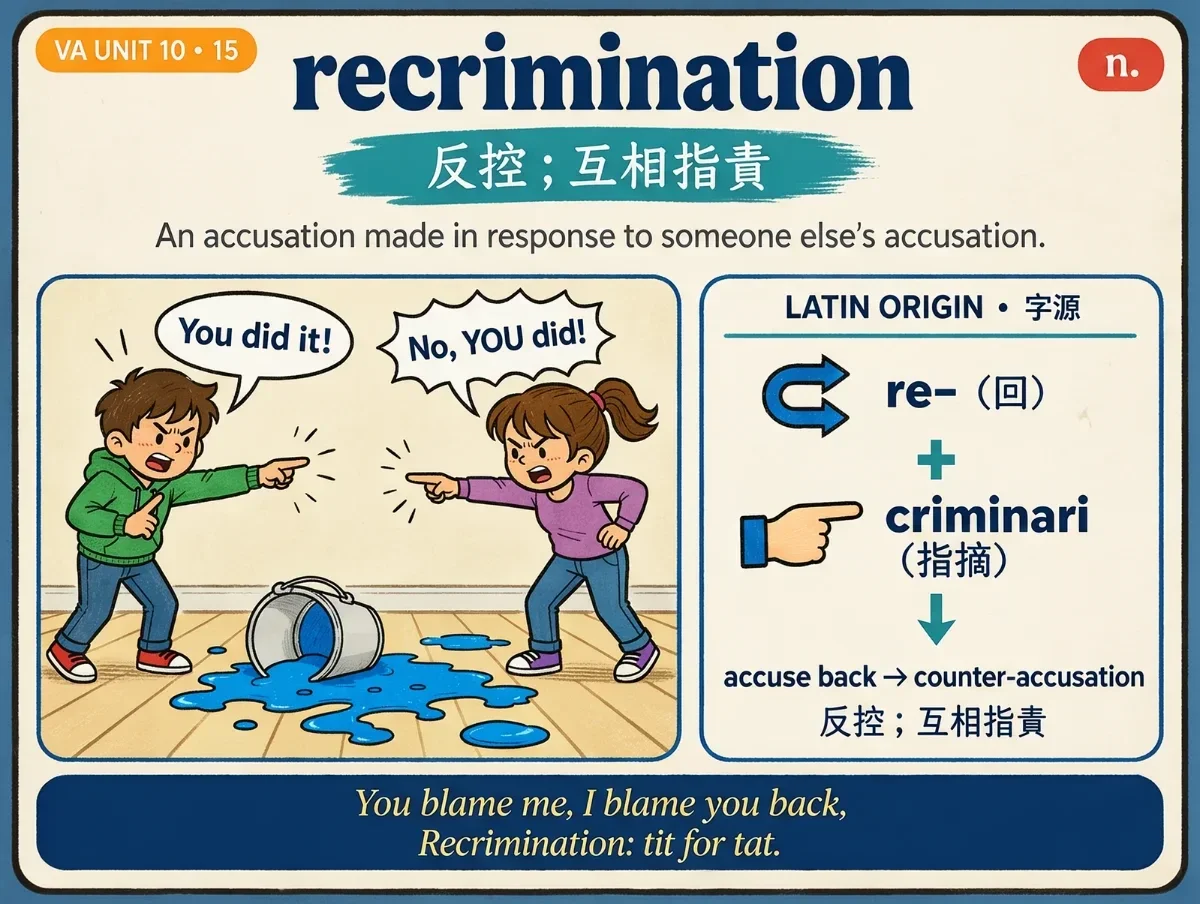 VA UNIT 10 • 15
recrimination
n.
反控；互相指責
An accusation made in response to someone else's accusation.
You did it!
No, YOU did!
LATIN ORIGIN • 字源
re-（回）
+
criminari
（指摘）
accuse back → counter-accusation
反控；互相指責
You blame me, I blame you back,
Recrimination: tit for tat.